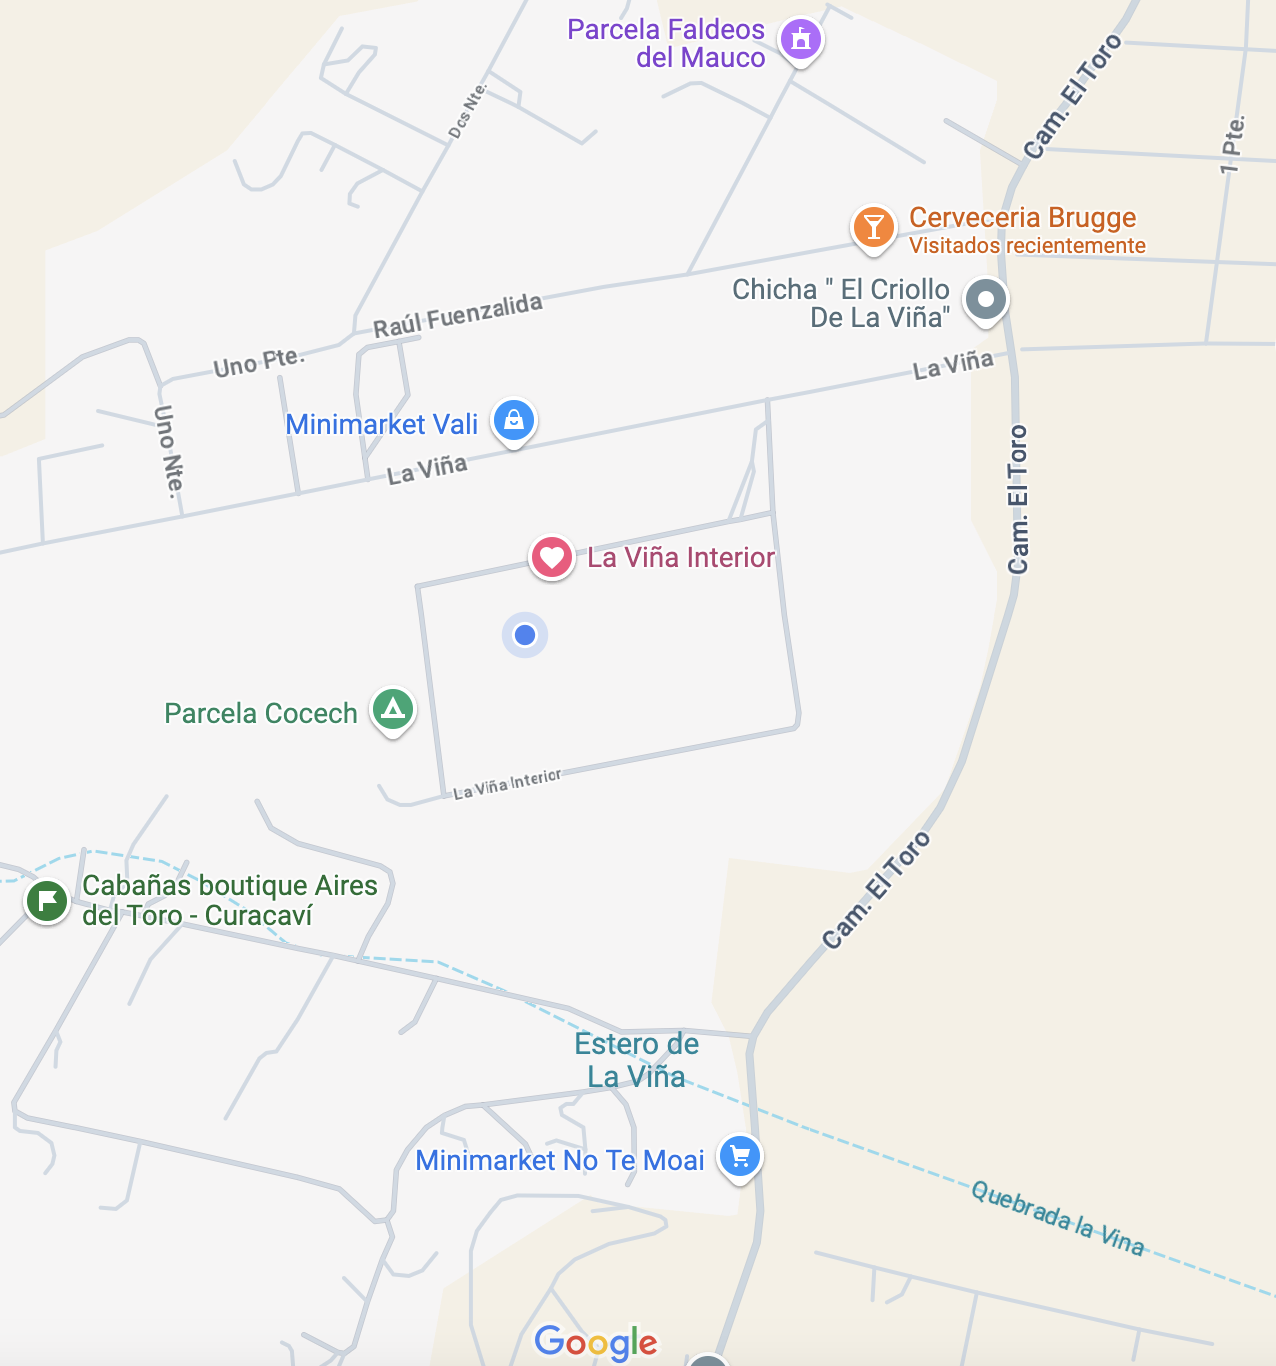 Parcela Faldeos
del Mauco
Cam. El Toro
Dos Nte.
1 Pte.
Cerveceria Brugge
Visitados recientemente
Chicha " El Criollo
De La Viña"
Raúl Fuenzalida
Uno Pte.
La Viña
Minimarket Vali
Uno Nte.
La Viña
Cam. El Toro
La Viña Interior
Parcela Cocech
La Viña Interior
Cam. El Toro
Cabañas boutique Aires
del Toro - Curacaví
Estero de
La Viña
Minimarket No Te Moai
Quebrada la Vina
Google